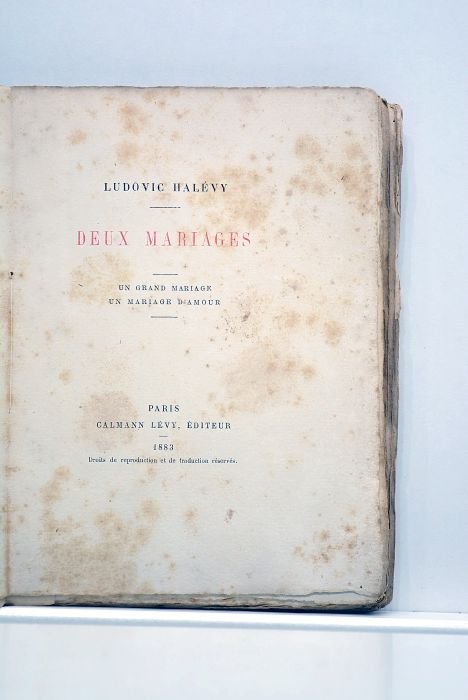 LUDOVIC HALÉVY
DEUX MARIAGES
UN GRAND MARIAGE
UN MARIAGE D'AMOUR
PARIS
CALMANN LÉVY, ÉDITEUR
1883
Droits de reproduction et de traduction réservés.